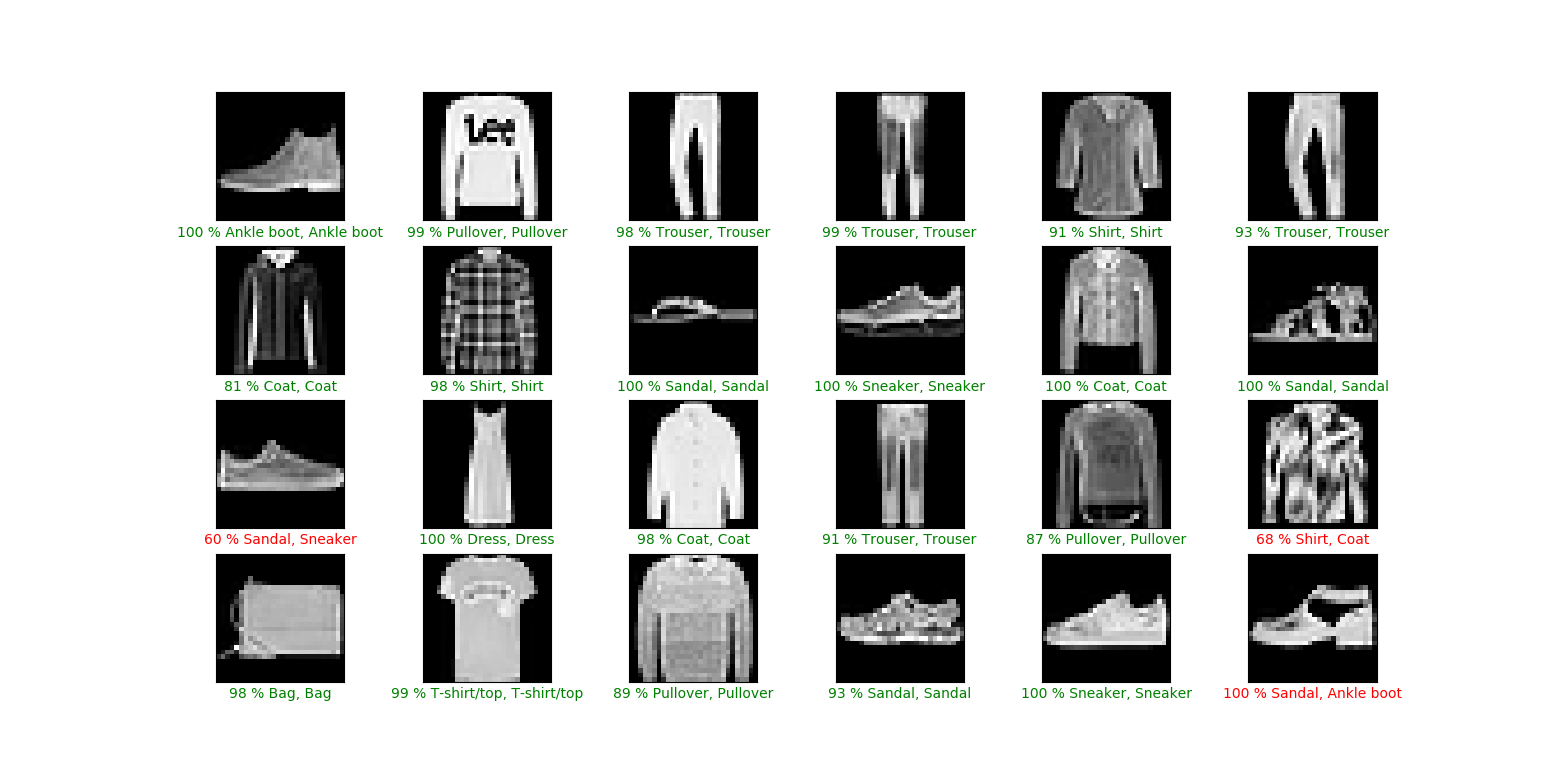 Lee
100 % Ankle boot, Ankle boot
99 % Pullover, Pullover
98 % Trouser, Trouser
99 % Trouser, Trouser
91 % Shirt, Shirt
93 % Trouser, Trouser
81 % Coat, Coat
98 % Shirt, Shirt
100 % Sandal, Sandal
100 % Sneaker, Sneaker
100 % Coat, Coat
100 % Sandal, Sandal
60 % Sandal, Sneaker
100 % Dress, Dress
98 % Coat, Coat
91 % Trouser, Trouser
87 % Pullover, Pullover
68 % Shirt, Coat
98 % Bag, Bag
99 % T-shirt/top, T-shirt/top
89 % Pullover, Pullover
93 % Sandal, Sandal
100 % Sneaker, Sneaker
100 % Sandal, Ankle boot